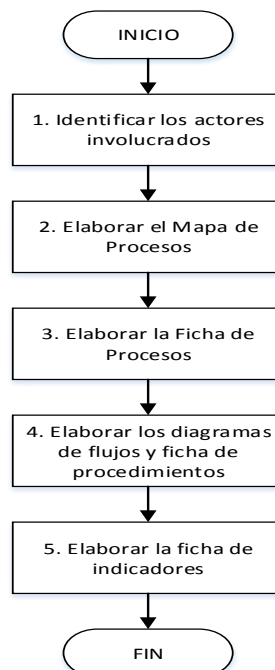 INICIO
1. Identificar los actores
involucrados
2. Elaborar el Mapa de
Procesos
3. Elaborar la Ficha de
Procesos
4. Elaborar los diagramas
de flujos y ficha de
procedimientos
5. Elaborar la ficha de
indicadores
FIN